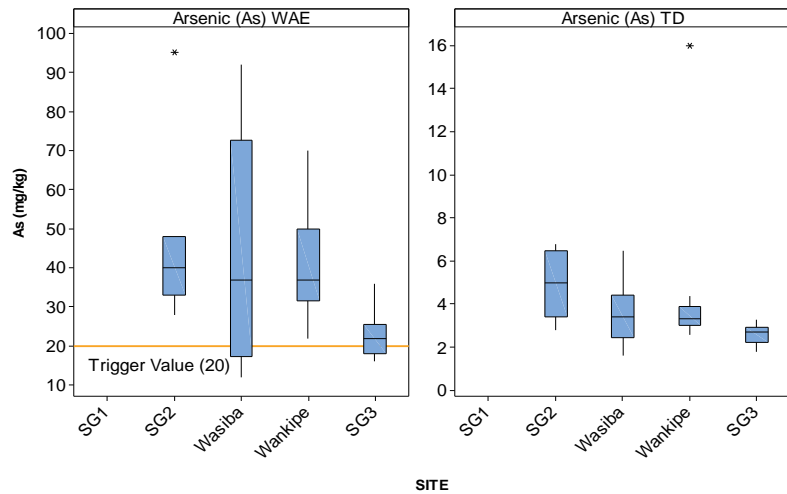 Arsenic (As) WAE
Arsenic (As) TD
As (mg/kg)
100
90
80
70
60
50
40
30
20
10
Trigger Value (20)
16
14
12
10
8
6
4
2
0
SG1
SG2
Wasiba
Wankipe
SG3
SG1
SG2
Wasiba
Wankipe
SG3
SITE